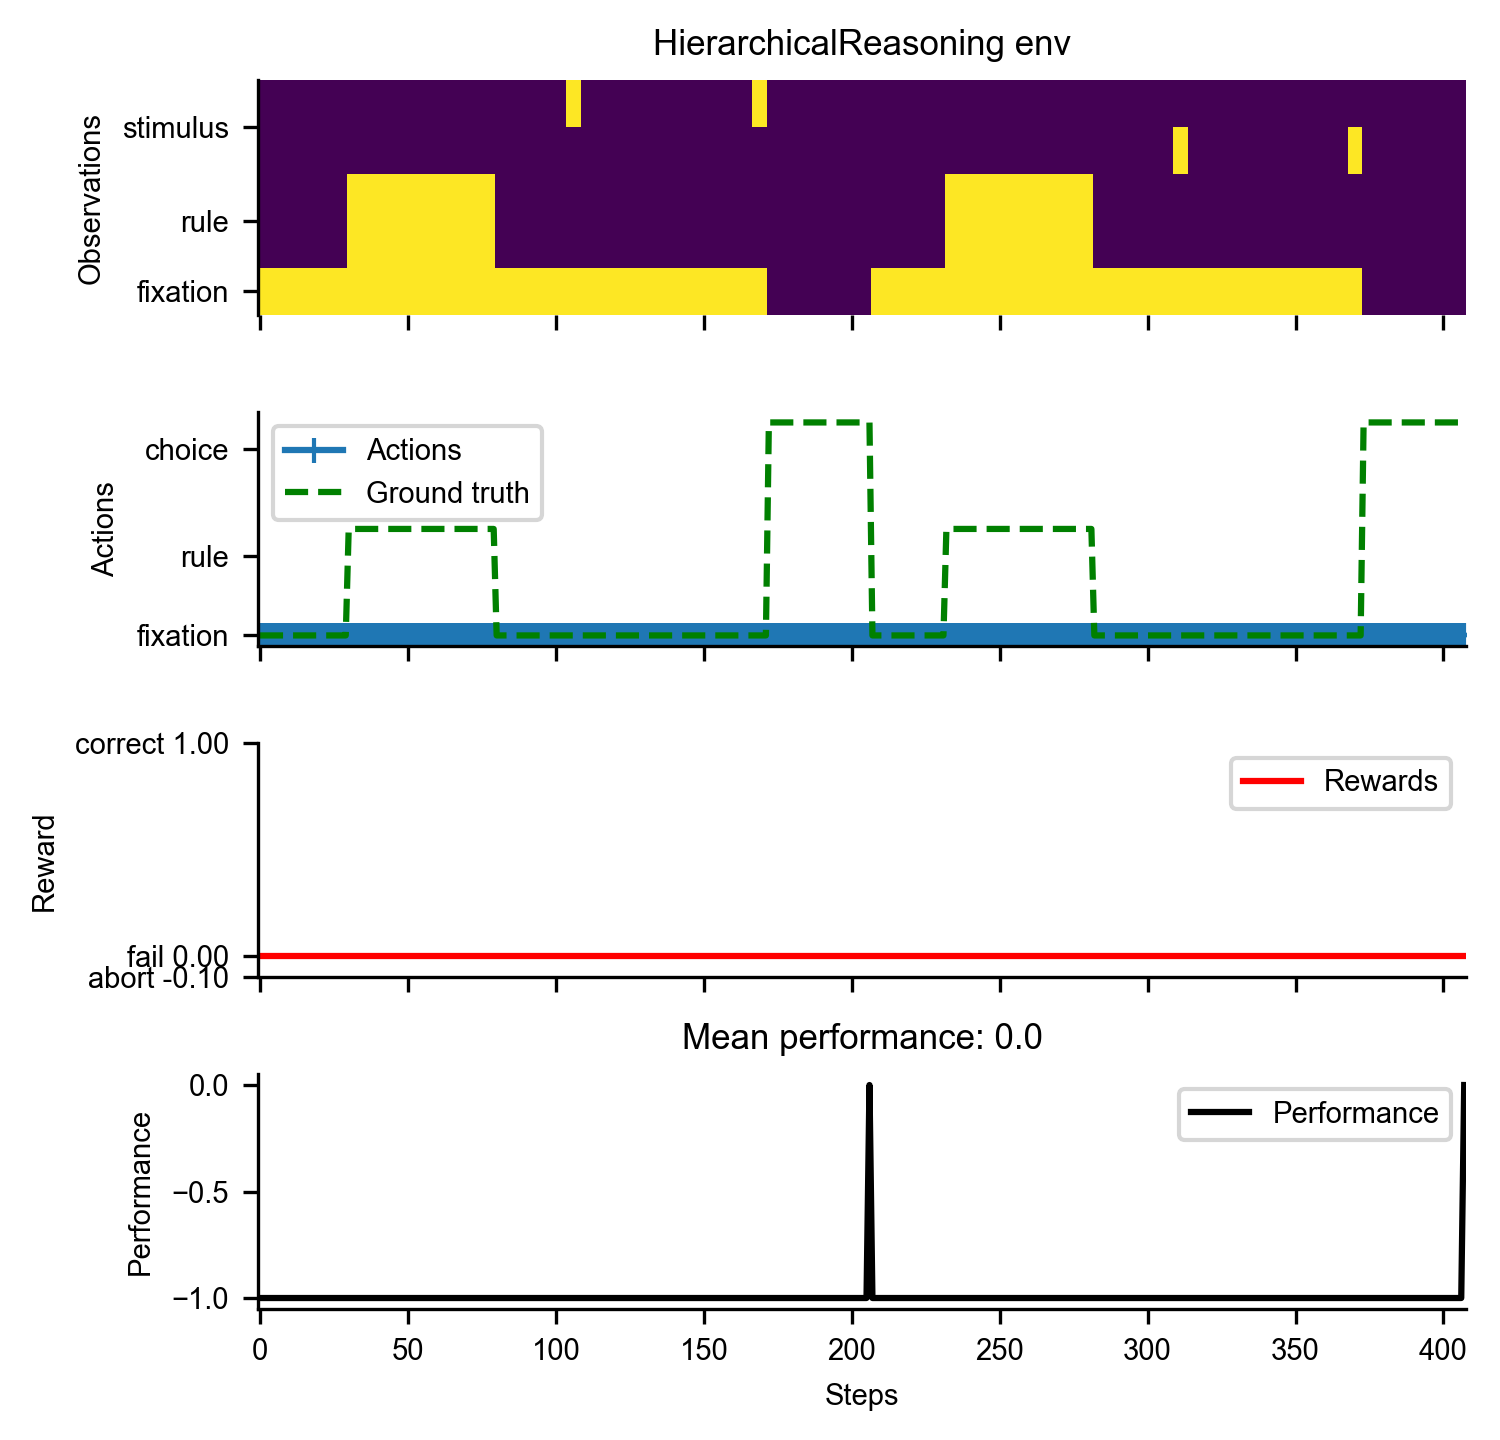 HierarchicalReasoning env
Observations
stimulus
rule
fixation
Actions
choice
rule
fixation
Actions
Ground truth
Reward
correct 1.00
fail 0.00
abort -0.10
Rewards
Mean performance: 0.0
Performance
0.0
−0.5
−1.0
Performance
0 50 100 150 200 250 300 350 400
Steps